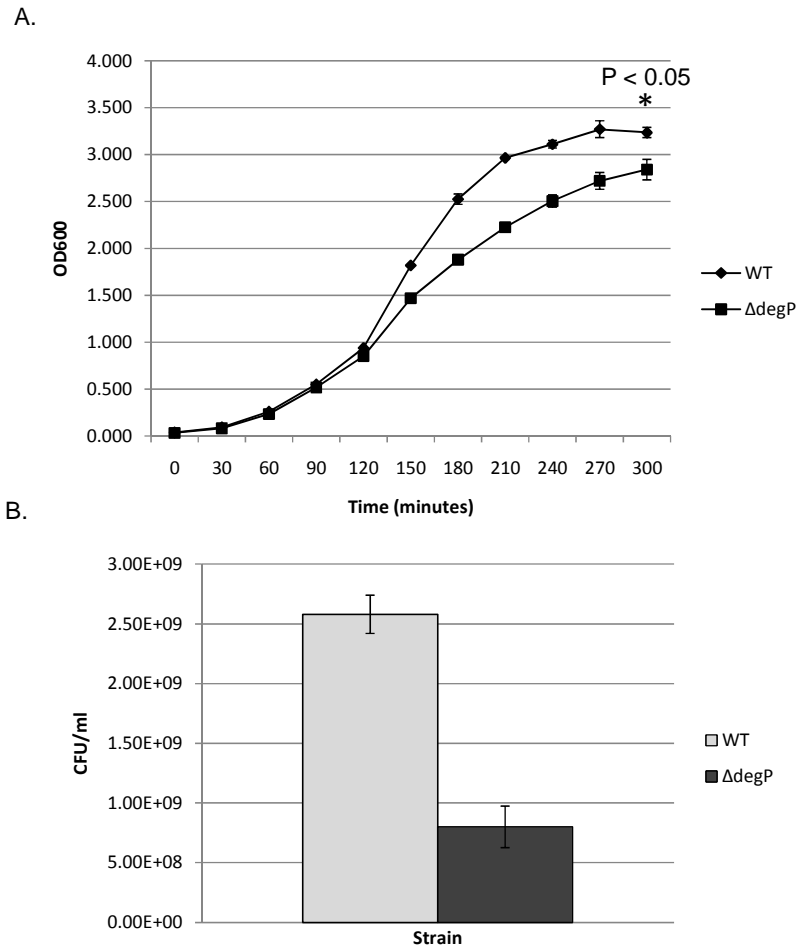 A.
4.000
3.500
3.000
2.500
2.000
1.500
1.000
0.500
0.000
OD600
P < 0.05
*
WT
ΔdegP
0 30 60 90 120 150 180 210 240 270 300
Time (minutes)
B.
3.00E+09
2.50E+09
2.00E+09
1.50E+09
1.00E+09
5.00E+08
0.00E+00
CFU/ml
WT
ΔdegP
Strain